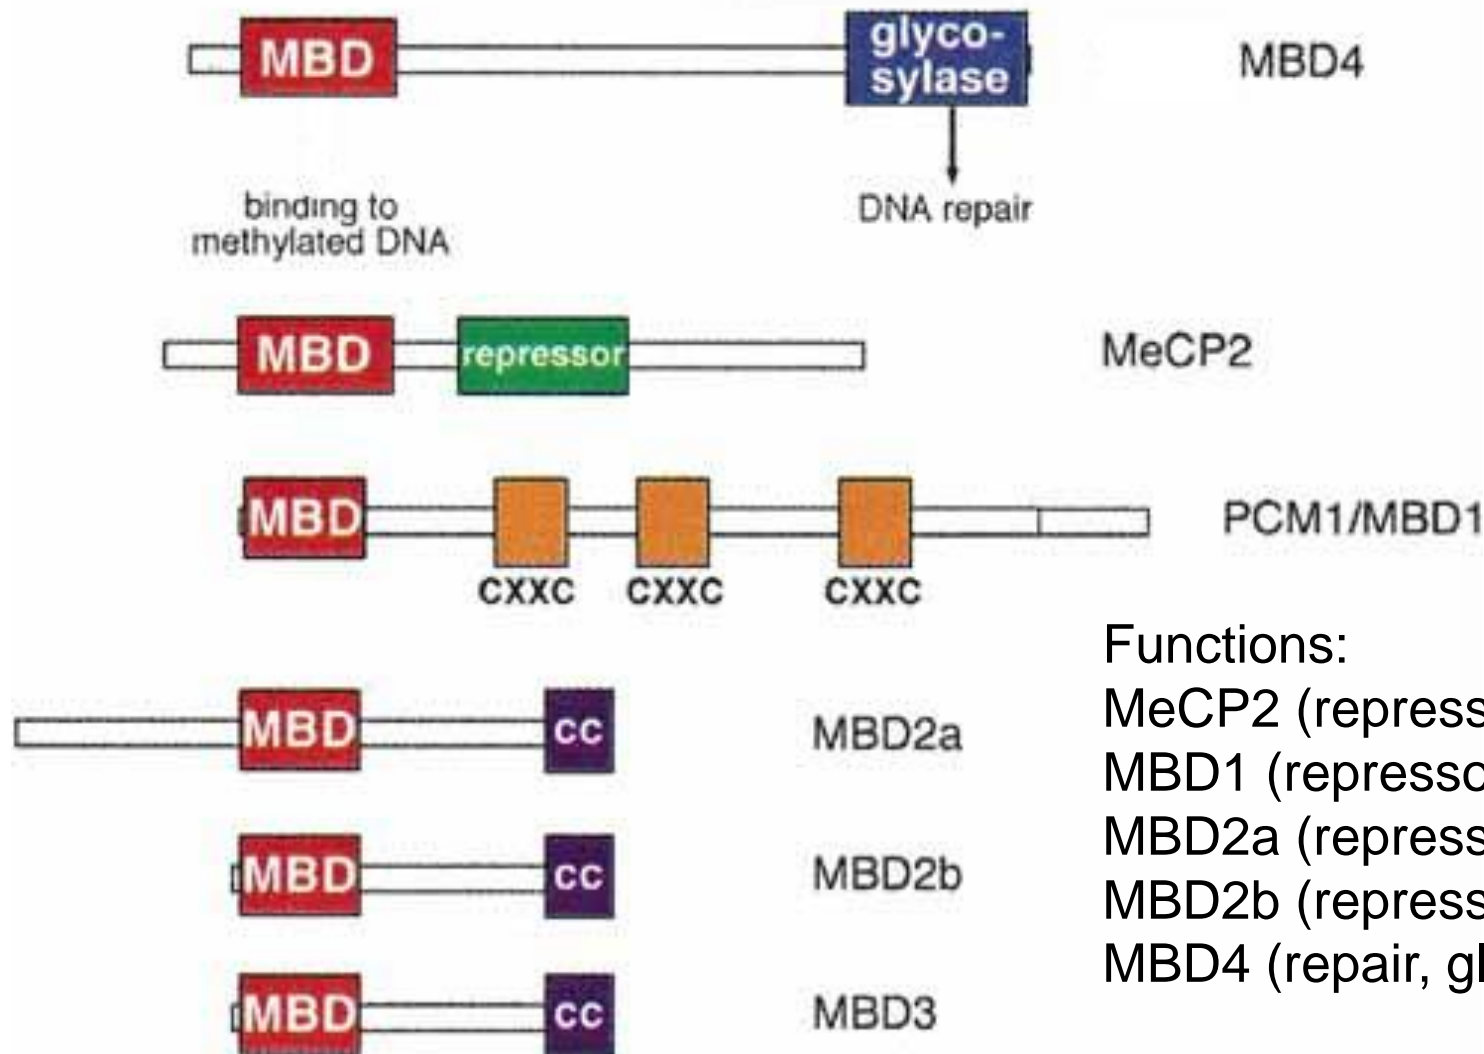 MBD
glyco-
sylase
MBD4
binding to
methylated DNA
DNA repair
MBD
repressor
MeCP2
MBD
CXXC CXXC CXXC
PCM1/MBD1
MBD
CC
MBD2a
MBD
CC
MBD2b
MBD
CC
MBD3
Functions:
MeCP2 (repress
MBD1 (represso
MBD2a (repress
MBD2b (repress
MBD4 (repair, gl